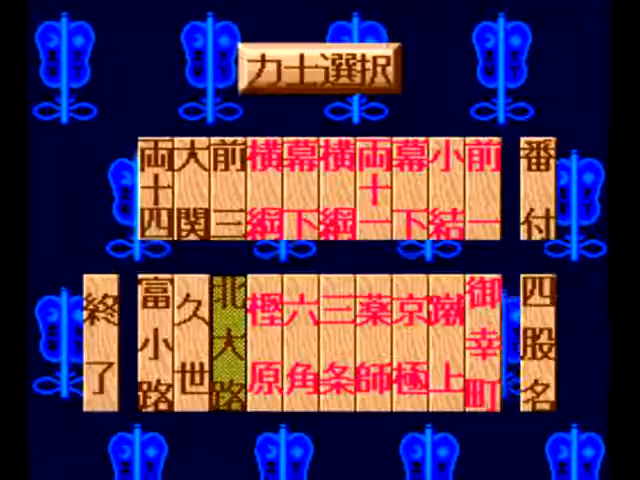 力士選択
番付
前一
小結
幕下
両十一
横綱
幕下
横綱
前三
大関
両十四
四股名
御幸町
蹴上
京極
薬師
三条
六角
樫原
北大路
久世
富小路
終了